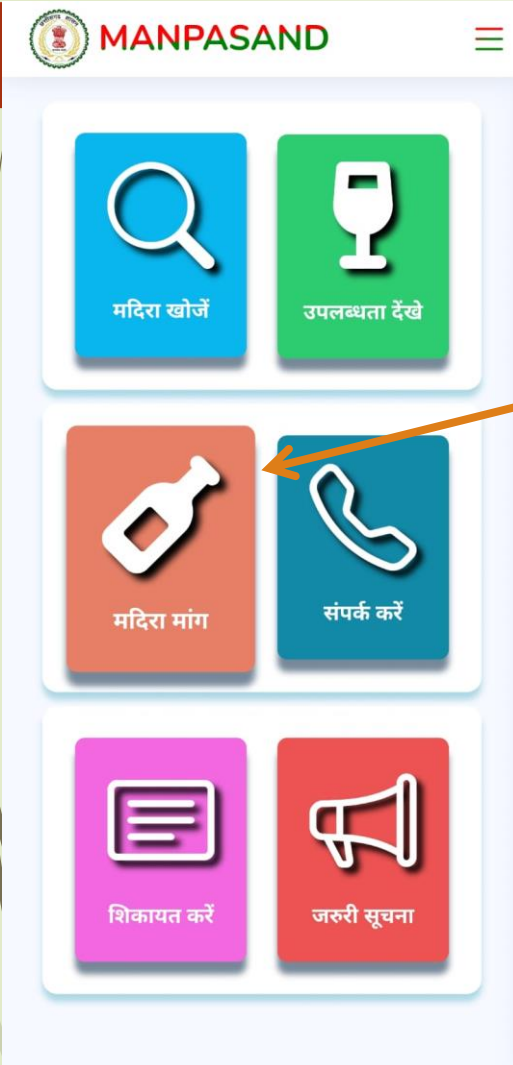 MANPASAND
मदिरा खोजें
उपलब्धता देंखे
मदिरा मांग
संपर्क करें
शिकायत करें
जरुरी सूचना